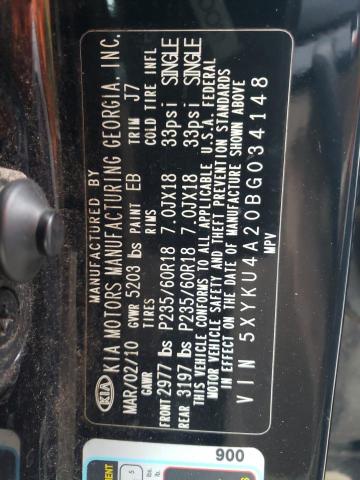 MANUFACTURED BY
KIA KIA MOTORS MANUFACTURING GEORGIA, INC.
MAR/02/10 GVWR 5203 lbs PAINT EB TRIM J7
GAWR TIRES RIMS COLD TIRE INFL
FRONT 2977 lbs P235/60R18 7.0JX18 33psi SINGLE
REAR 3197 lbs P235/60R18 7.0JX18 33psi SINGLE
THIS VEHICLE CONFORMS TO ALL APPLICABLE U.S.A. FEDERAL
MOTOR VEHICLE SAFETY AND THEFT PREVENTION STANDARDS
IN EFFECT ON THE DATE OF MANUFACTURE SHOWN ABOVE
VIN 5XYKU4A20BG034148
MPV
900